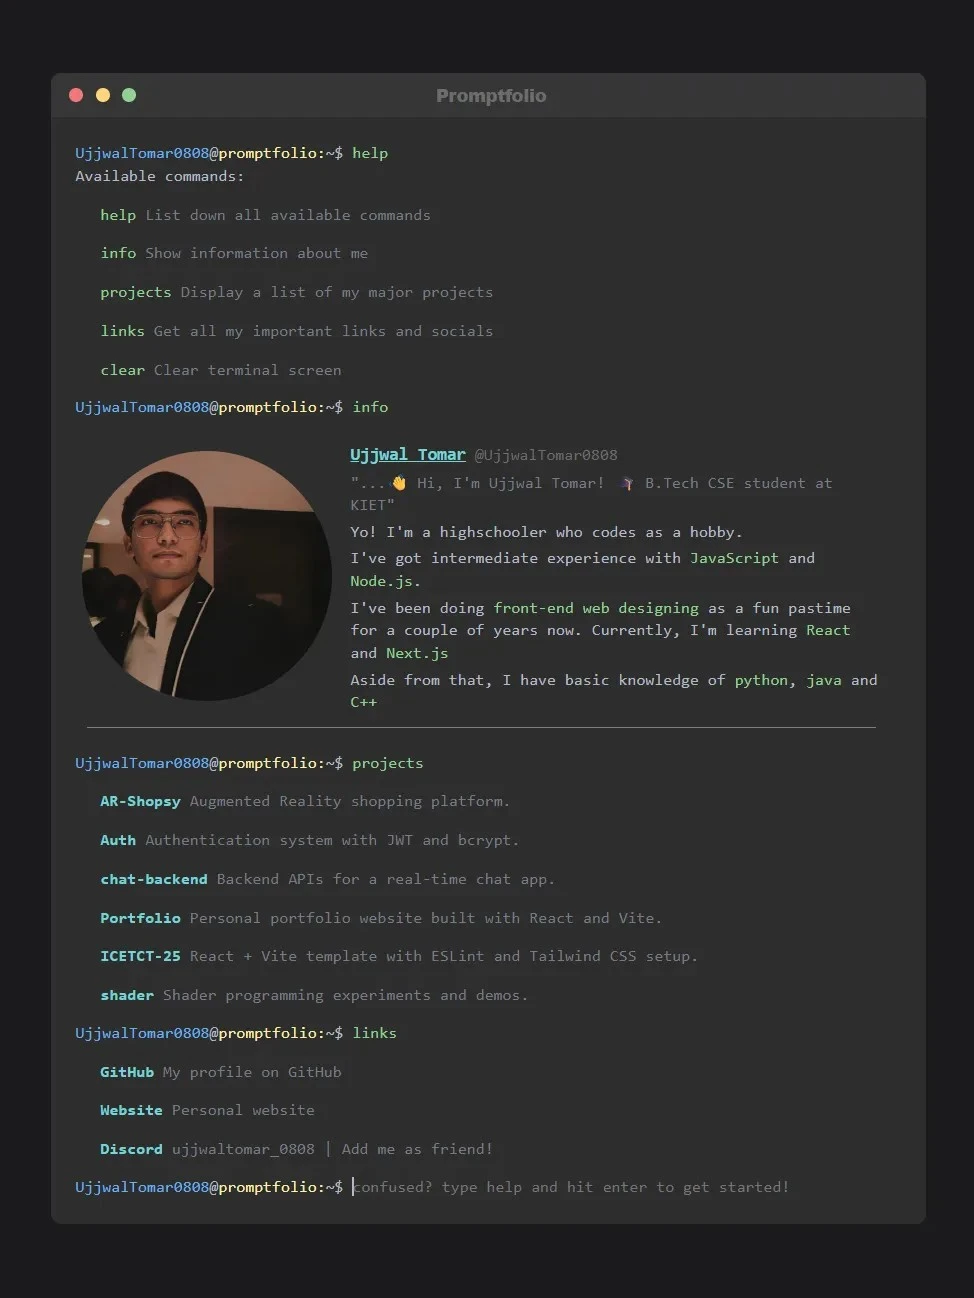 Promptfolio
UjjwalTomar0808@promptfolio:~$ help
Available commands:
help List down all available commands
info Show information about me
projects Display a list of my major projects
links Get all my important links and socials
clear Clear terminal screen
UjjwalTomar0808@promptfolio:~$ info
Ujjwal Tomar @UjjwalTomar0808
"...👋 Hi, I'm Ujjwal Tomar! 🎓 B.Tech CSE student at
KIET"
Yo! I'm a highschooler who codes as a hobby.
I've got intermediate experience with JavaScript and
Node.js.
I've been doing front-end web designing as a fun pastime
for a couple of years now. Currently, I'm learning React
and Next.js
Aside from that, I have basic knowledge of python, java and
C++
UjjwalTomar0808@promptfolio:~$ projects
AR-Shopsy Augmented Reality shopping platform.
Auth Authentication system with JWT and bcrypt.
chat-backend Backend APIs for a real-time chat app.
Portfolio Personal portfolio website built with React and Vite.
ICETCT-25 React + Vite template with ESLint and Tailwind CSS setup.
shader Shader programming experiments and demos.
UjjwalTomar0808@promptfolio:~$ links
GitHub My profile on GitHub
Website Personal website
Discord ujjwaltomar_0808 | Add me as friend!
UjjwalTomar0808@promptfolio:~$ confused? type help and hit enter to get started!